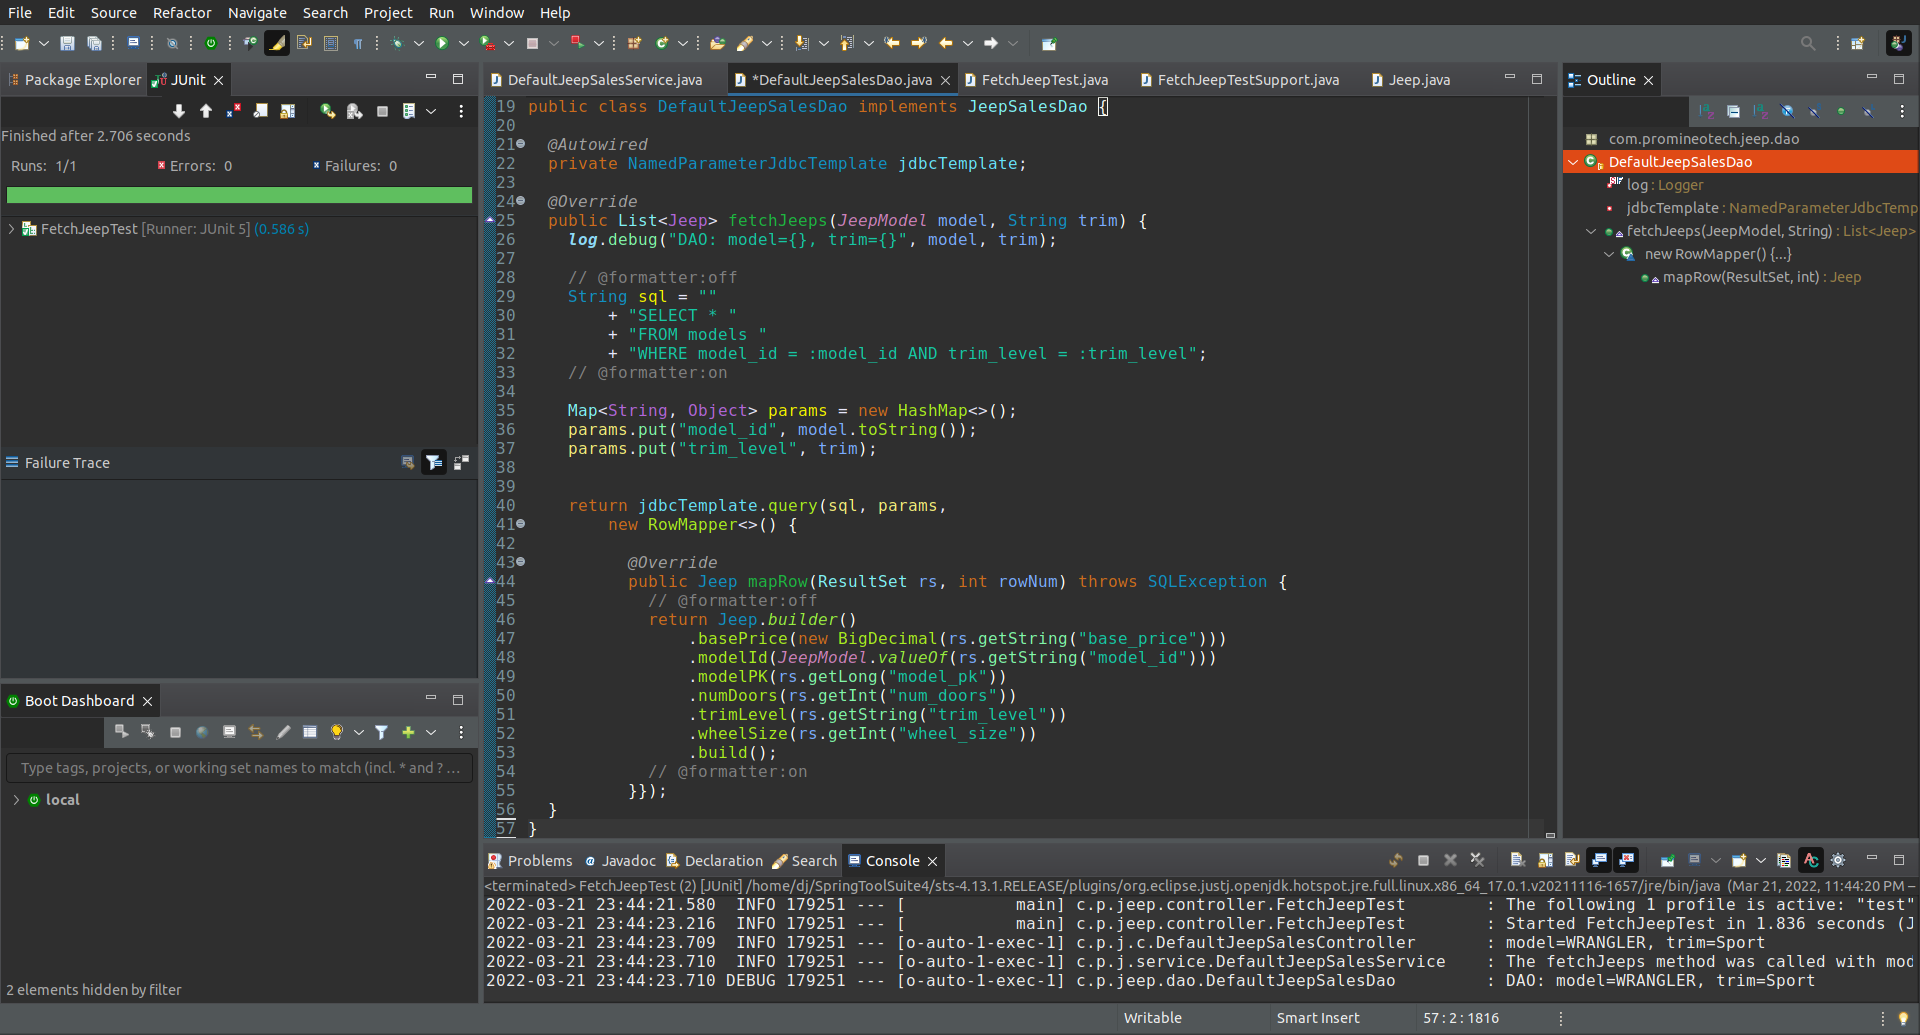 File Edit Source Refactor Navigate Search Project Run Window Help
Package Explorer JUnit
Finished after 2.706 seconds
Runs: 1/1 Errors: 0 Failures: 0
FetchJeepTest [Runner: JUnit 5] (0.586 s)
Failure Trace
Boot Dashboard
Type tags, projects, or working set names to match (incl. * and ? ...
local
2 elements hidden by filter
DefaultJeepSalesService.java *DefaultJeepSalesDao.java FetchJeepTest.java FetchJeepTestSupport.java Jeep.java
19 public class DefaultJeepSalesDao implements JeepSalesDao {
20
21 @Autowired
22 private NamedParameterJdbcTemplate jdbcTemplate;
23
24 @Override
25 public List<Jeep> fetchJeeps(JeepModel model, String trim) {
26 log.debug("DAO: model={}, trim={}", model, trim);
27
28 // @formatter:off
29 String sql = ""
30 + "SELECT * "
31 + "FROM models "
32 + "WHERE model_id = :model_id AND trim_level = :trim_level";
33 // @formatter:on
34
35 Map<String, Object> params = new HashMap<>();
36 params.put("model_id", model.toString());
37 params.put("trim_level", trim);
38
39
40 return jdbcTemplate.query(sql, params,
41 new RowMapper<>() {
42
43 @Override
44 public Jeep mapRow(ResultSet rs, int rowNum) throws SQLException {
45 // @formatter:off
46 return Jeep.builder()
47 .basePrice(new BigDecimal(rs.getString("base_price")))
48 .modelId(JeepModel.valueOf(rs.getString("model_id")))
49 .modelPK(rs.getLong("model_pk"))
50 .numDoors(rs.getInt("num_doors"))
51 .trimLevel(rs.getString("trim_level"))
52 .wheelSize(rs.getInt("wheel_size"))
53 .build();
54 // @formatter:on
55 }});
56 }
57 }
Outline
com.promineotech.jeep.dao
DefaultJeepSalesDao
log : Logger
jdbcTemplate : NamedParameterJdbcTemp
fetchJeeps(JeepModel, String) : List<Jeep>
new RowMapper() {...}
mapRow(ResultSet, int) : Jeep
Problems Javadoc Declaration Search Console
<terminated> FetchJeepTest (2) [JUnit] /home/dj/SpringToolSuite4/sts-4.13.1.RELEASE/plugins/org.eclipse.justj.openjdk.hotspot.jre.full.linux.x86_64_17.0.1.v20211116-1657/jre/bin/java (Mar 21, 2022, 11:44:20 PM –
2022-03-21 23:44:21.580 INFO 179251 --- [ main] c.p.jeep.controller.FetchJeepTest : The following 1 profile is active: "test"
2022-03-21 23:44:23.216 INFO 179251 --- [ main] c.p.jeep.controller.FetchJeepTest : Started FetchJeepTest in 1.836 seconds (J
2022-03-21 23:44:23.709 INFO 179251 --- [o-auto-1-exec-1] c.p.j.c.DefaultJeepSalesController : model=WRANGLER, trim=Sport
2022-03-21 23:44:23.710 INFO 179251 --- [o-auto-1-exec-1] c.p.j.service.DefaultJeepSalesService : The fetchJeeps method was called with mod
2022-03-21 23:44:23.710 DEBUG 179251 --- [o-auto-1-exec-1] c.p.jeep.dao.DefaultJeepSalesDao : DAO: model=WRANGLER, trim=Sport
Writable Smart Insert 57 : 2 : 1816